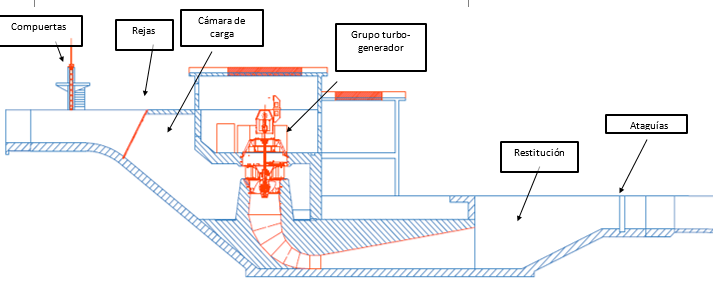 Compuertas
Rejas
Cámara de
carga
Grupo turbo-
generador
Ataguías
Restitución